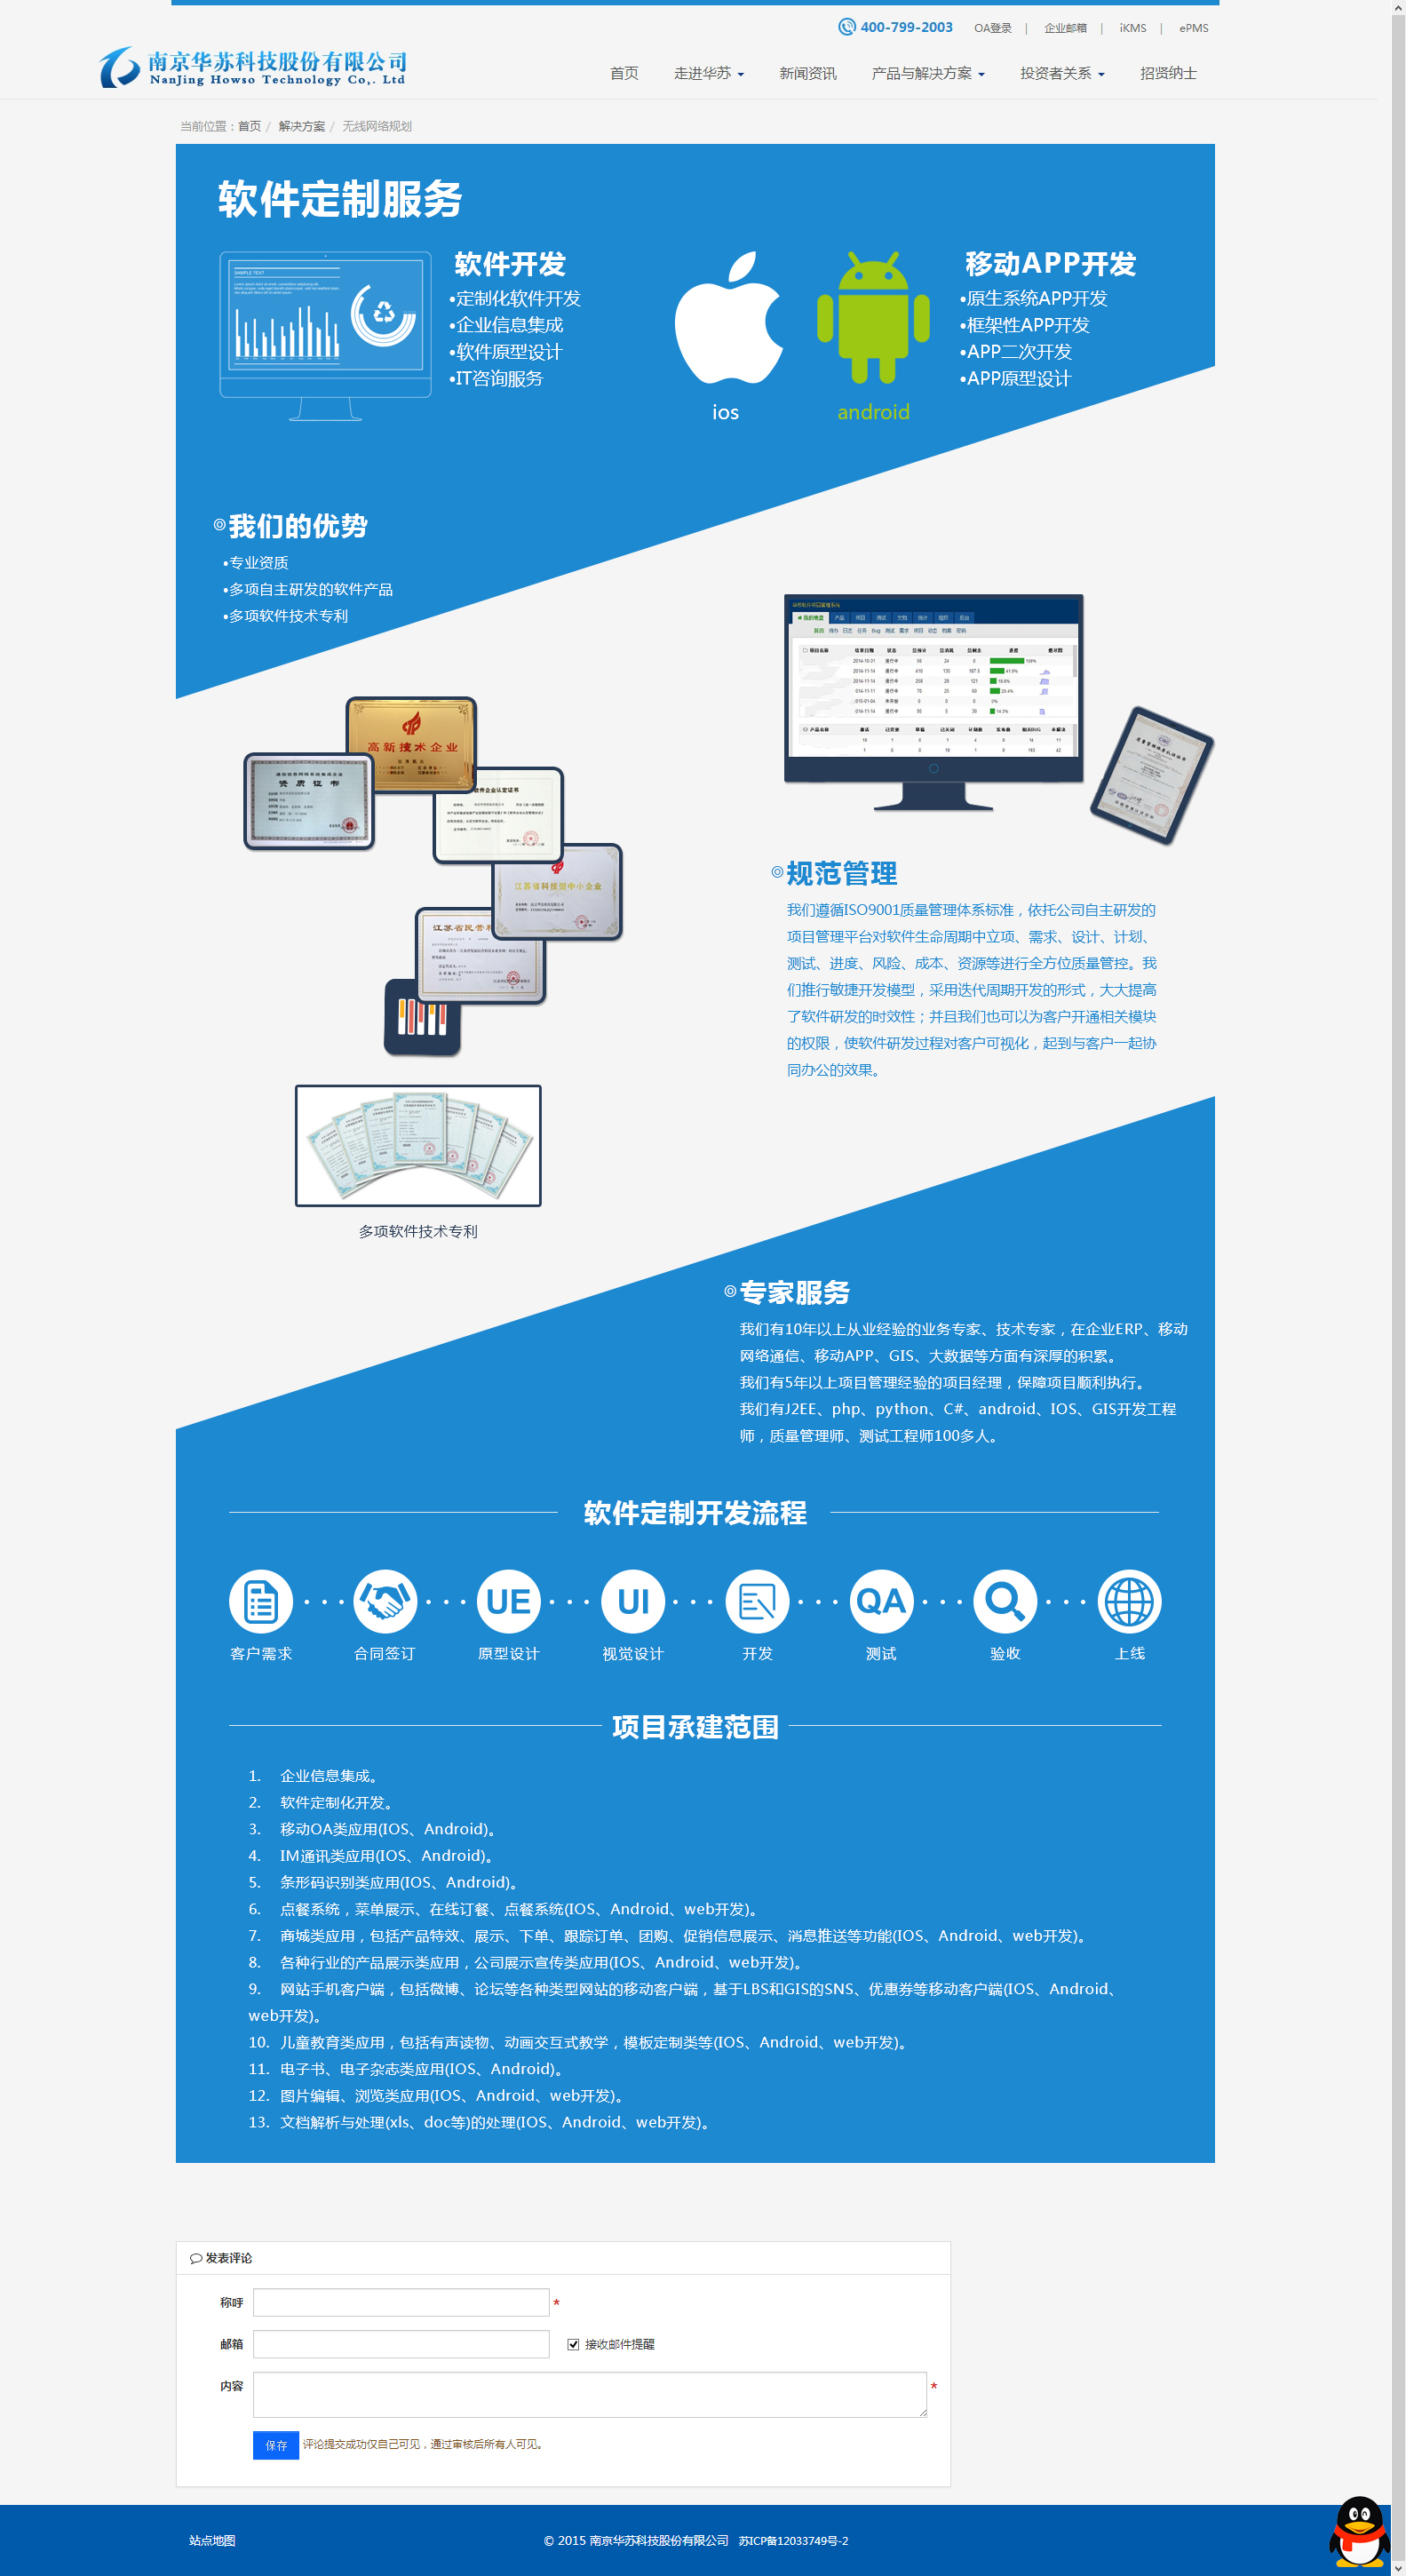 400-799-2003 OA登录 | 企业邮箱 | iKMS | ePMS
南京华苏科技股份有限公司
NanJing Howso Technology Co,. Ltd
首页 走进华苏 新闻资讯 产品与解决方案 投资者关系 招贤纳士
当前位置：首页 / 解决方案 / 无线网络规划
软件定制服务
软件开发
•定制化软件开发
•企业信息集成
•软件原型设计
•IT咨询服务
ios
android
移动APP开发
•原生系统APP开发
•框架性APP开发
•APP二次开发
•APP原型设计
SAMPLE TEXT
我们的优势
•专业资质
•多项自主研发的软件产品
•多项软件技术专利
高新技术企业
资质证书
软件企业认定证书
江苏省科技型中小企业
江苏省民营
多项软件技术专利
规范管理
我们遵循ISO9001质量管理体系标准，依托公司自主研发的
项目管理平台对软件生命周期中立项、需求、设计、计划、
测试、进度、风险、成本、资源等进行全方位质量管控。我
们推行敏捷开发模型，采用迭代周期开发的形式，大大提高
了软件研发的时效性；并且我们也可以为客户开通相关模块
的权限，使软件研发过程对客户可视化，起到与客户一起协
同办公的效果。
专家服务
我们有10年以上从业经验的业务专家、技术专家，在企业ERP、移动
网络通信、移动APP、GIS、大数据等方面有深厚的积累。
我们有5年以上项目管理经验的项目经理，保障项目顺利执行。
我们有J2EE、php、python、C#、android、IOS、GIS开发工程
师，质量管理师、测试工程师100多人。
软件定制开发流程
UE UI QA
客户需求 合同签订 原型设计 视觉设计 开发 测试 验收 上线
项目承建范围
1. 企业信息集成。
2. 软件定制化开发。
3. 移动OA类应用(IOS、Android)。
4. IM通讯类应用(IOS、Android)。
5. 条形码识别类应用(IOS、Android)。
6. 点餐系统，菜单展示、在线订餐、点餐系统(IOS、Android、web开发)。
7. 商城类应用，包括产品特效、展示、下单、跟踪订单、团购、促销信息展示、消息推送等功能(IOS、Android、web开发)。
8. 各种行业的产品展示类应用，公司展示宣传类应用(IOS、Android、web开发)。
9. 网站手机客户端，包括微博、论坛等各种类型网站的移动客户端，基于LBS和GIS的SNS、优惠券等移动客户端(IOS、Android、
web开发)。
10. 儿童教育类应用，包括有声读物、动画交互式教学，模板定制类等(IOS、Android、web开发)。
11. 电子书、电子杂志类应用(IOS、Android)。
12. 图片编辑、浏览类应用(IOS、Android、web开发)。
13. 文档解析与处理(xls、doc等)的处理(IOS、Android、web开发)。
发表评论
称呼 *
邮箱 接收邮件提醒
内容 *
保存 评论提交成功仅自己可见，通过审核后所有人可见。
站点地图 © 2015 南京华苏科技股份有限公司 苏ICP备12033749号-2